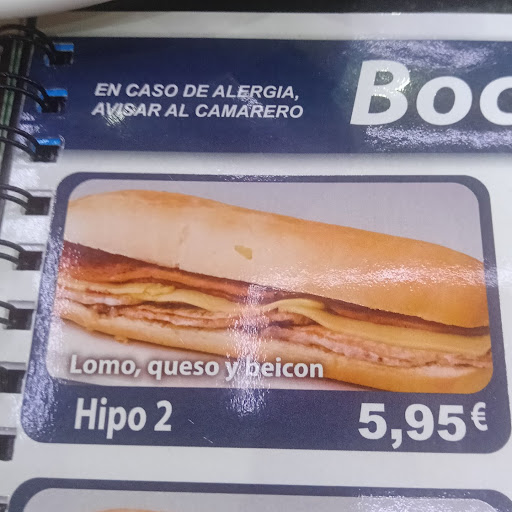 EN CASO DE ALERGIA,
AVISAR AL CAMARERO
Boc
Lomo, queso y beicon
Hipo 2
5,95€